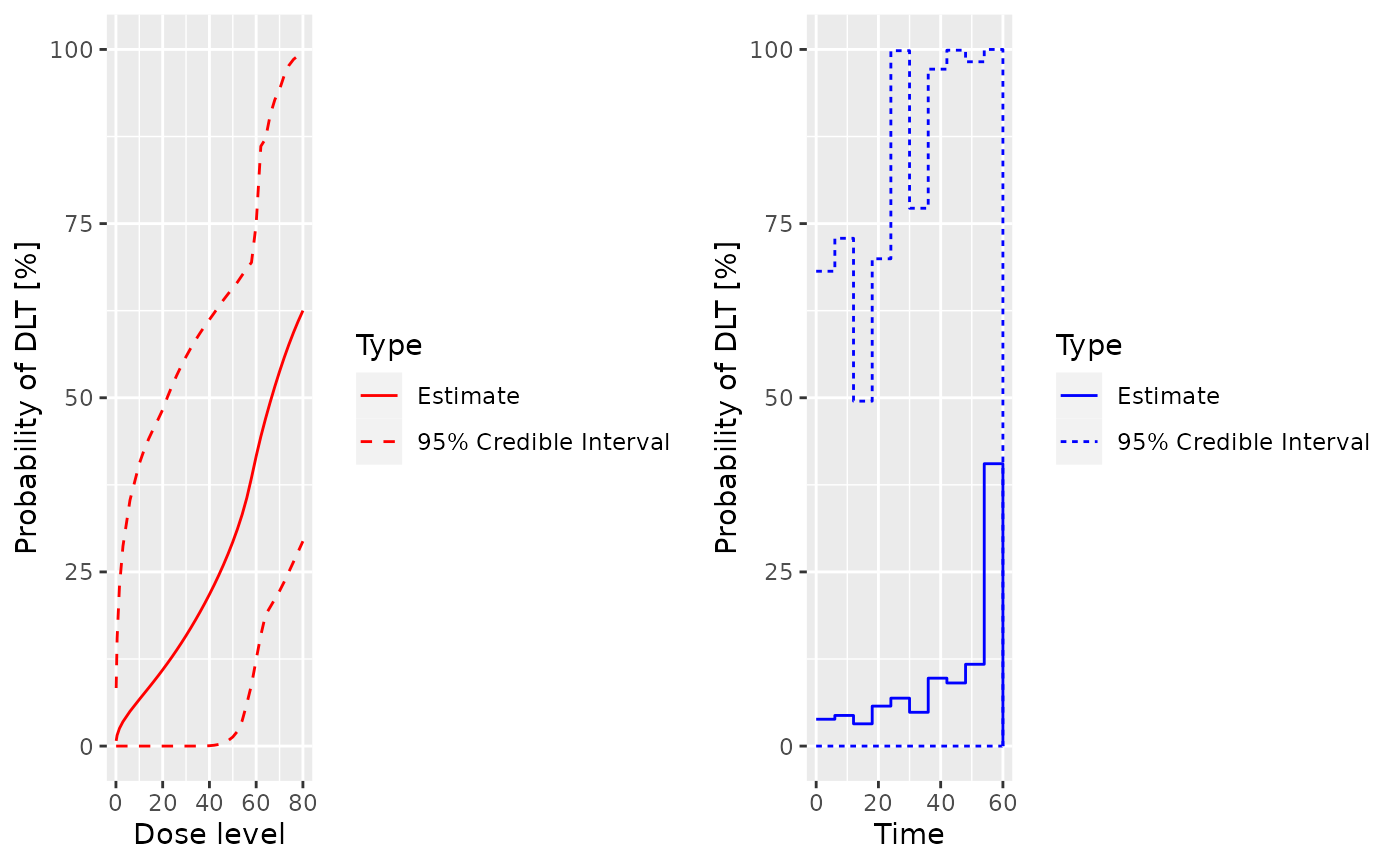 Probability of DLT [%]
100
75
50
25
0
0 20 40 60 80
Dose level
Type
Estimate
95% Credible Interval
Probability of DLT [%]
100
75
50
25
0
0 20 40 60
Time
Type
Estimate
95% Credible Interval